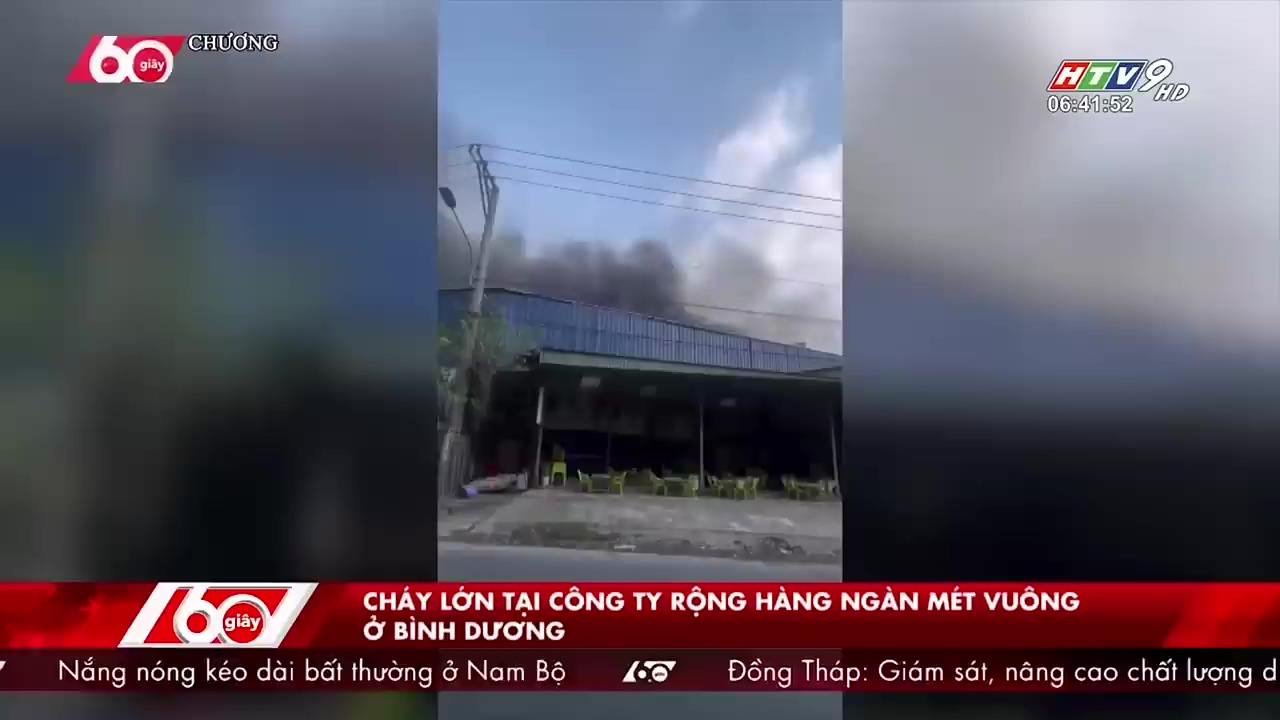 60 giây
CHƯƠNG
HTV9 HD
06:41:52
60 giây
CHÁY LỚN TẠI CÔNG TY RỘNG HÀNG NGÀN MÉT VUÔNG
Ở BÌNH DƯƠNG
Nắng nóng kéo dài bất thường ở Nam Bộ 60 Đồng Tháp: Giám sát, nâng cao chất lượng d